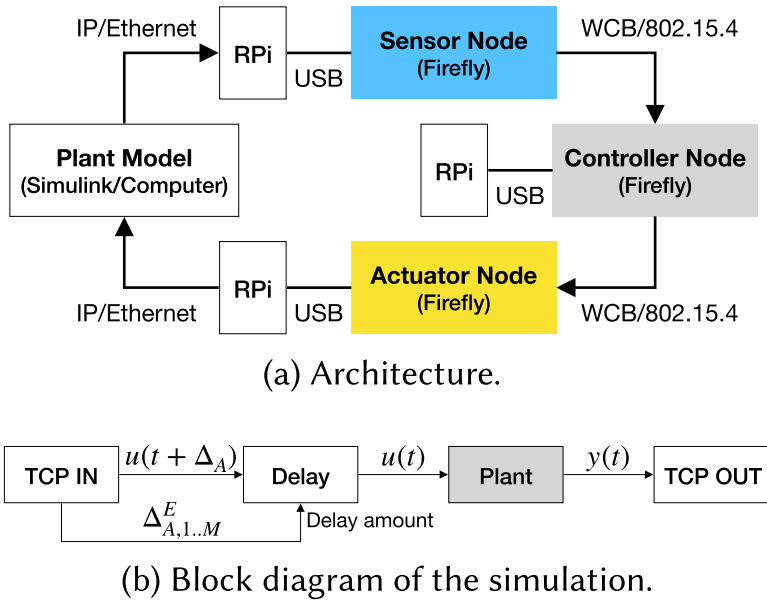 IP/Ethernet
RPi
USB
Sensor Node
(Firefly)
WCB/802.15.4
Plant Model
(Simulink/Computer)
RPi
USB
Controller Node
(Firefly)
IP/Ethernet
RPi
USB
Actuator Node
(Firefly)
WCB/802.15.4
(a) Architecture.
TCP IN
u(t + Δ_A)
Delay
u(t)
Plant
y(t)
TCP OUT
Δ^E_{A,1..M}
Delay amount
(b) Block diagram of the simulation.